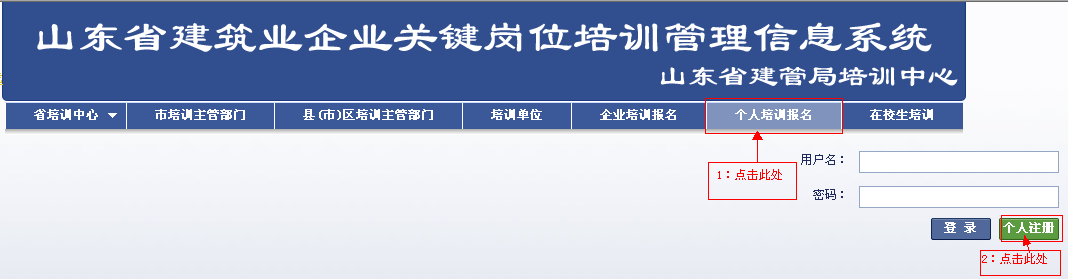 山东省建筑业企业关键岗位培训管理信息系统
山东省建管局培训中心
省培训中心 市培训主管部门 县(市)区培训主管部门 培训单位 企业培训报名 个人培训报名 在校生培训
用户名：
1：点击此处
密码：
登 录 个人注册
2：点击此处